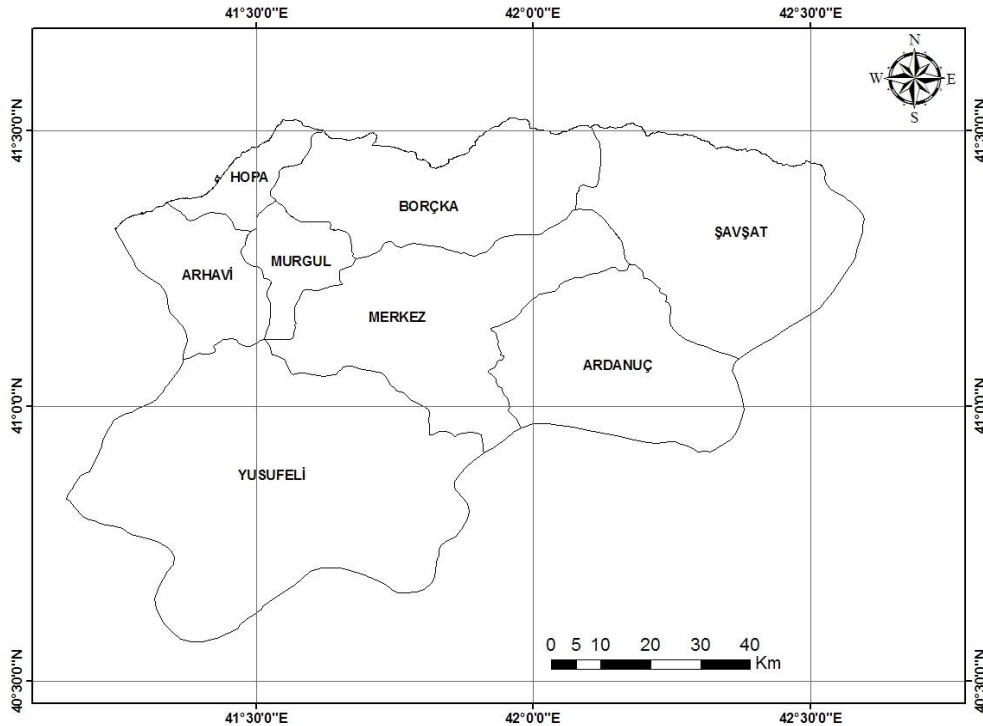 41°30'0"E 42°0'0"E 42°30'0"E
N
W E
S
41°30'0"N 41°30'0"N
HOPA
BORÇKA
ŞAVŞAT
MURGUL
ARHAVİ
MERKEZ
ARDANUÇ
41°0'0"N 41°0'0"N
YUSUFELİ
0 5 10 20 30 40
Km
40°30'0"N 40°30'0"N
41°30'0"E 42°0'0"E 42°30'0"E